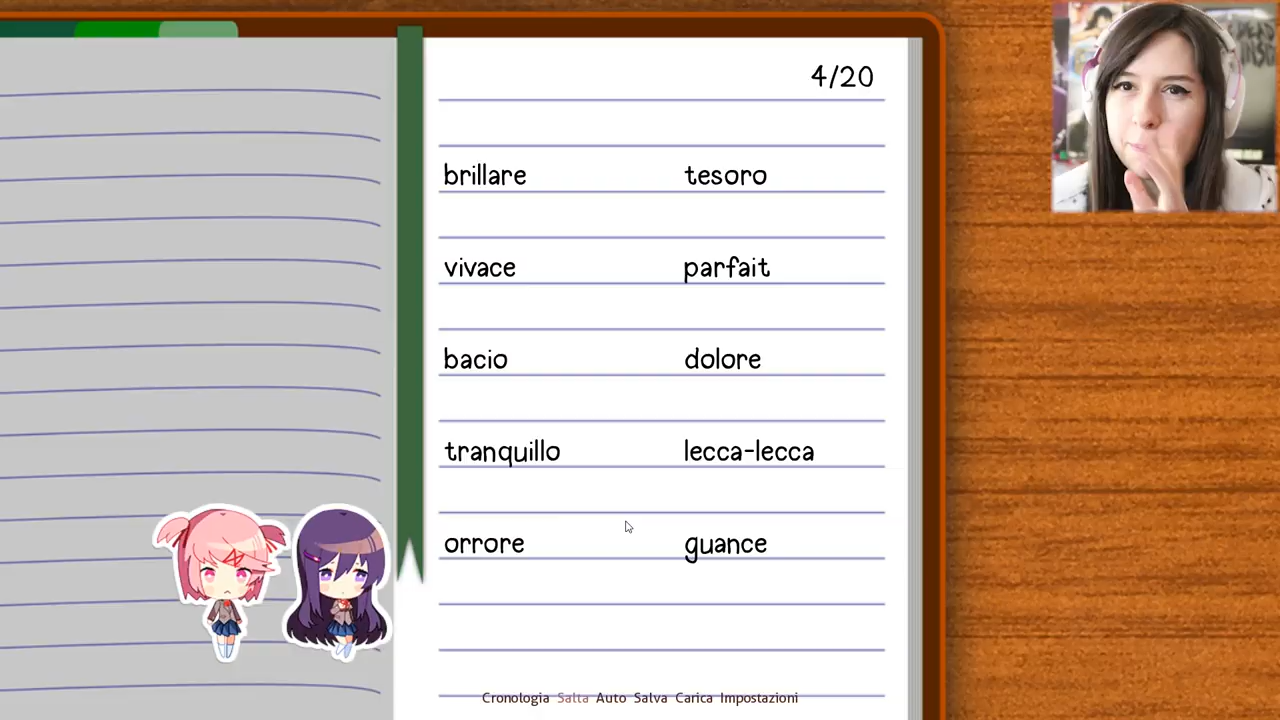 4/20
brillare tesoro
vivace parfait
bacio dolore
tranquillo lecca-lecca
orrore guance
Cronologia Salta Auto Salva Carica Impostazioni